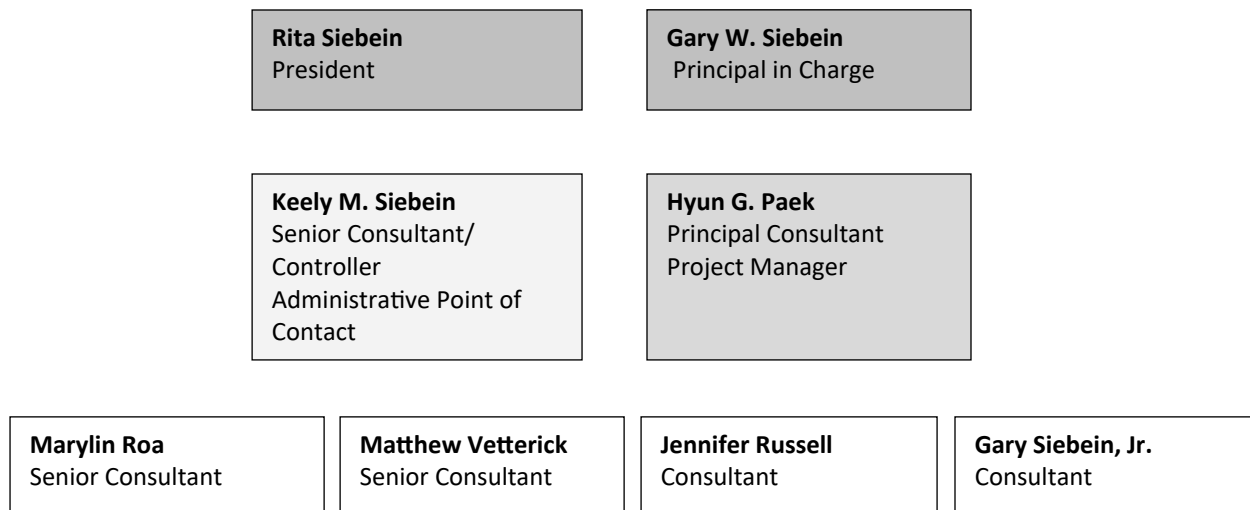 Rita Siebein
President
Gary W. Siebein
Principal in Charge
Keely M. Siebein
Senior Consultant/
Controller
Administrative Point of
Contact
Hyun G. Paek
Principal Consultant
Project Manager
Marylin Roa
Senior Consultant
Matthew Vetterick
Senior Consultant
Jennifer Russell
Consultant
Gary Siebein, Jr.
Consultant